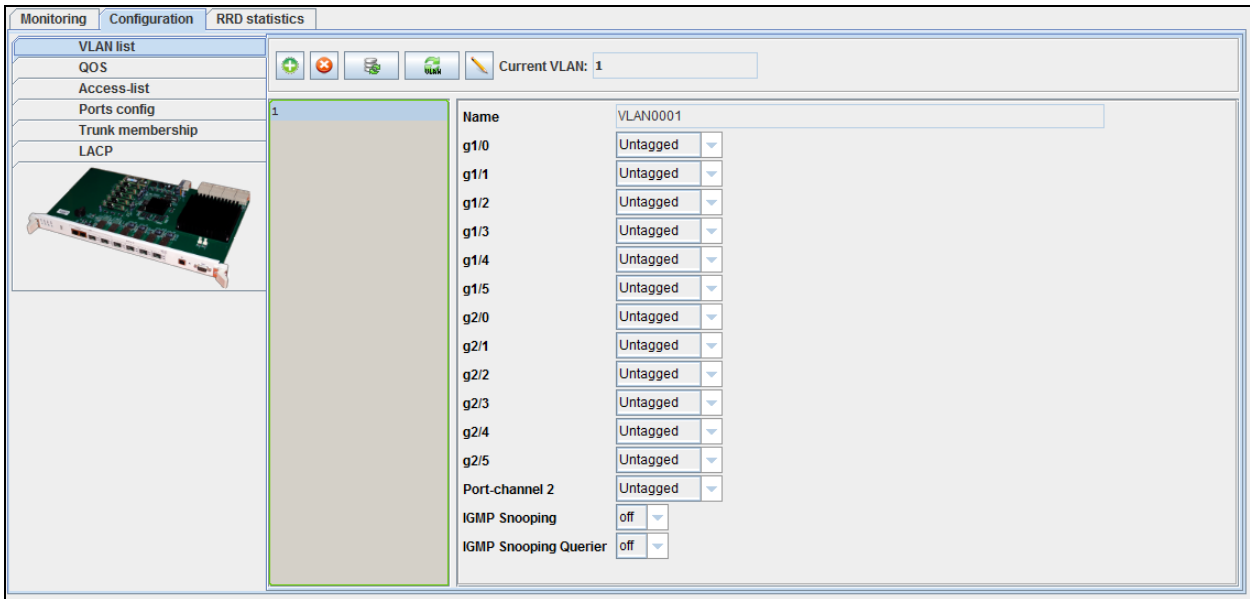 Monitoring Configuration RRD statistics
VLAN list
QOS
Access-list
Ports config
Trunk membership
LACP
VLAN Current VLAN: 1
1
Name VLAN0001
g1/0 Untagged
g1/1 Untagged
g1/2 Untagged
g1/3 Untagged
g1/4 Untagged
g1/5 Untagged
g2/0 Untagged
g2/1 Untagged
g2/2 Untagged
g2/3 Untagged
g2/4 Untagged
g2/5 Untagged
Port-channel 2 Untagged
IGMP Snooping off
IGMP Snooping Querier off